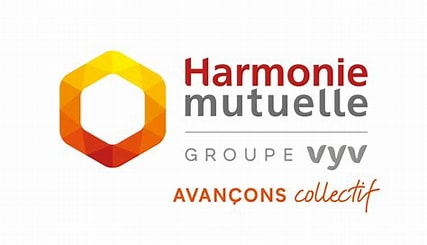 Harmonie
mutuelle
GROUPE vyv
AVANÇONS collectif